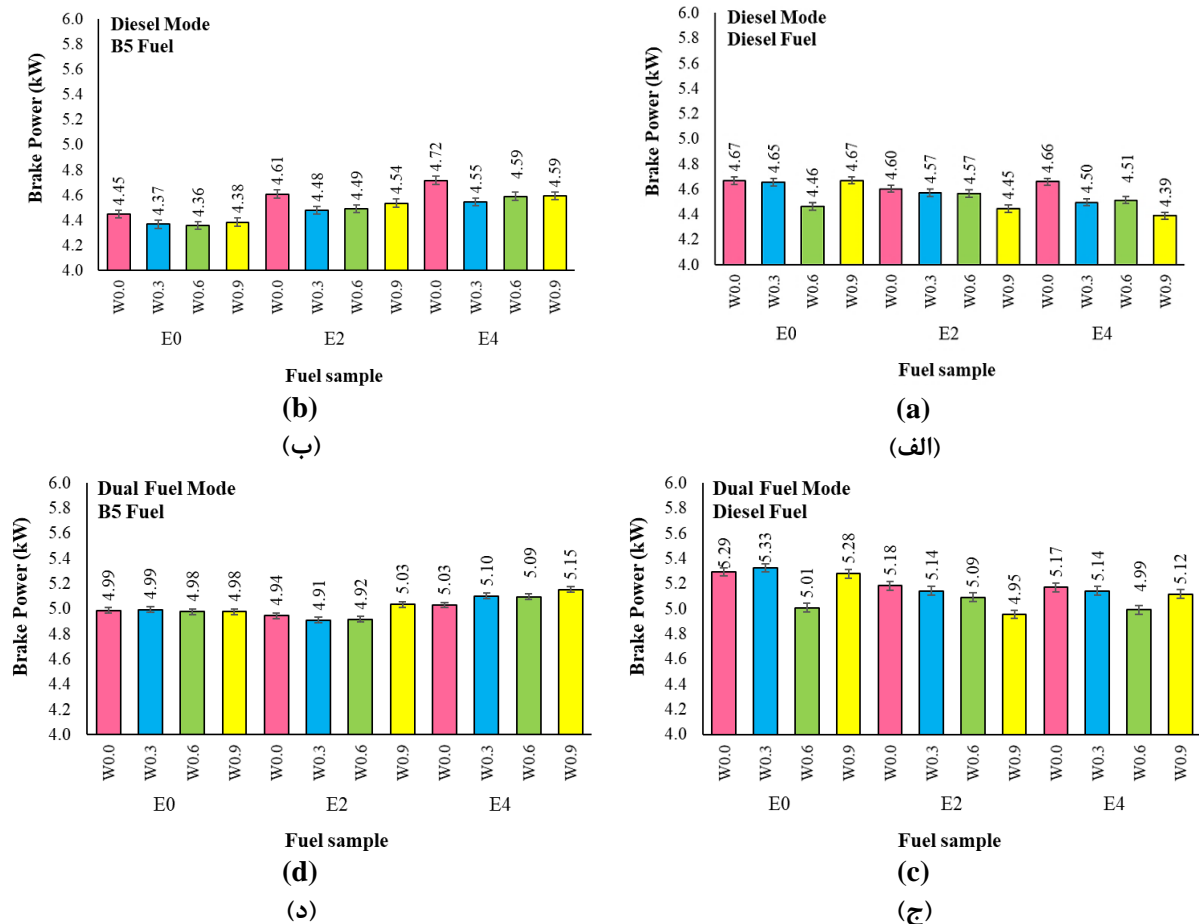 Diesel Mode
B5 Fuel
Brake Power (kW)
6.0
5.8
5.6
5.4
5.2
5.0
4.8
4.6
4.4
4.2
4.0
4.45
4.37
4.36
4.38
4.61
4.48
4.49
4.54
4.72
4.55
4.59
4.59
W0.0 W0.3 W0.6 W0.9 W0.0 W0.3 W0.6 W0.9 W0.0 W0.3 W0.6 W0.9
E0 E2 E4
Fuel sample
(b)
(ب)
Diesel Mode
Diesel Fuel
Brake Power (kW)
6.0
5.8
5.6
5.4
5.2
5.0
4.8
4.6
4.4
4.2
4.0
4.67
4.65
4.46
4.67
4.60
4.57
4.57
4.45
4.66
4.50
4.51
4.39
W0.0 W0.3 W0.6 W0.9 W0.0 W0.3 W0.6 W0.9 W0.0 W0.3 W0.6 W0.9
E0 E2 E4
Fuel sample
(a)
(الف)
Dual Fuel Mode
B5 Fuel
Brake Power (kW)
6.0
5.8
5.6
5.4
5.2
5.0
4.8
4.6
4.4
4.2
4.0
4.99
4.99
4.98
4.98
4.94
4.91
4.92
5.03
5.03
5.10
5.09
5.15
W0.0 W0.3 W0.6 W0.9 W0.0 W0.3 W0.6 W0.9 W0.0 W0.3 W0.6 W0.9
E0 E2 E4
Fuel sample
(d)
(د)
Dual Fuel Mode
Diesel Fuel
Brake Power (kW)
6.0
5.8
5.6
5.4
5.2
5.0
4.8
4.6
4.4
4.2
4.0
5.29
5.33
5.01
5.28
5.18
5.14
5.09
4.95
5.17
5.14
4.99
5.12
W0.0 W0.3 W0.6 W0.9 W0.0 W0.3 W0.6 W0.9 W0.0 W0.3 W0.6 W0.9
E0 E2 E4
Fuel sample
(c)
(ج)